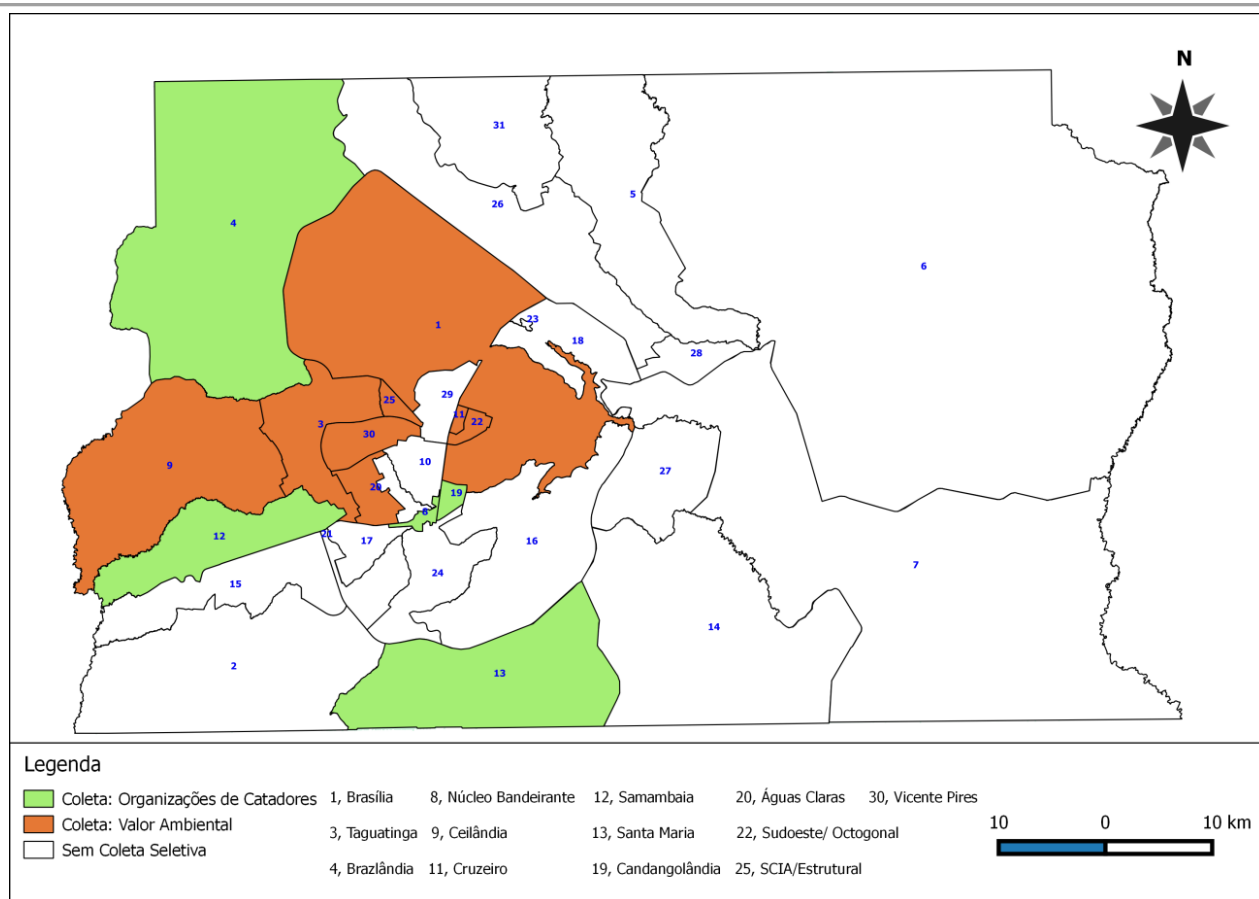 N
31
5
4
26
6
1
23
18
28
29
25
11
22
3
30
9
10
27
20
19
8
12
21
17
16
24
7
15
14
2
13
Legenda
Coleta: Organizações de Catadores
Coleta: Valor Ambiental
Sem Coleta Seletiva
1, Brasília
3, Taguatinga
4, Brazlândia
8, Núcleo Bandeirante
9, Ceilândia
11, Cruzeiro
12, Samambaia
13, Santa Maria
19, Candangolândia
20, Águas Claras
22, Sudoeste/ Octogonal
25, SCIA/Estrutural
30, Vicente Pires
10 0 10 km